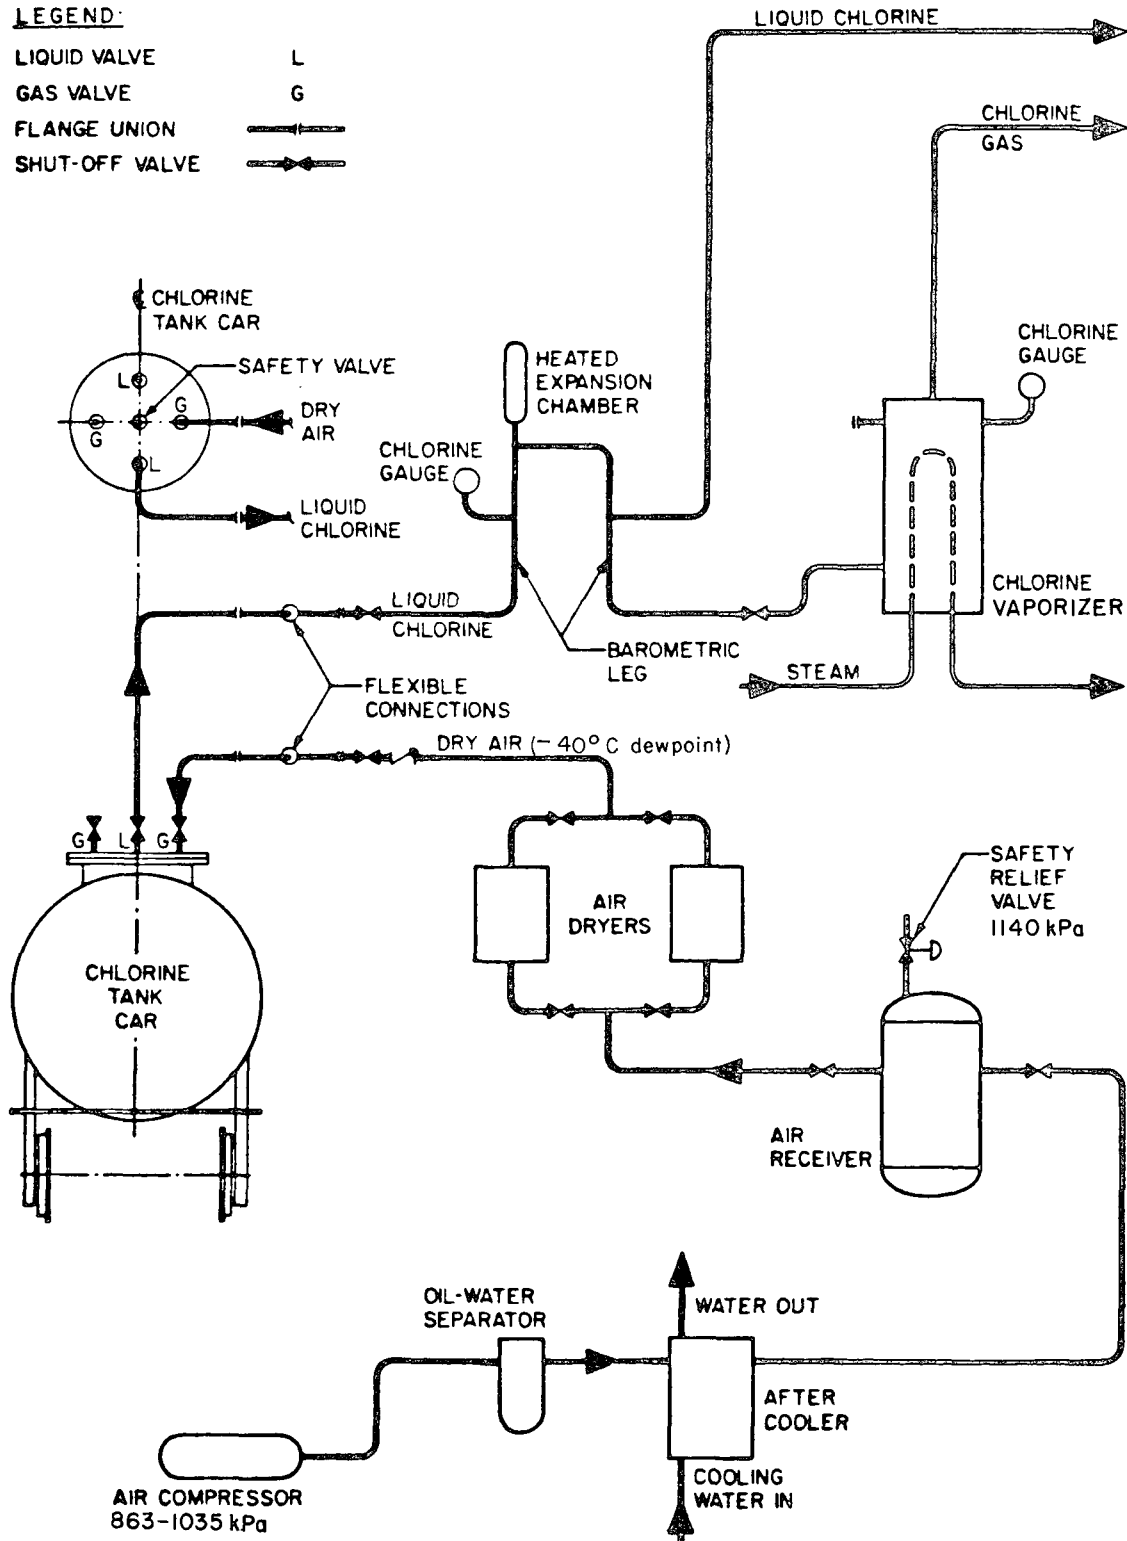 LEGEND:
LIQUID VALVE L
GAS VALVE G
FLANGE UNION
SHUT-OFF VALVE
LIQUID CHLORINE
CHLORINE
GAS
℄ CHLORINE
TANK CAR
SAFETY VALVE
L
G
G
L
DRY
AIR
LIQUID
CHLORINE
HEATED
EXPANSION
CHAMBER
CHLORINE
GAUGE
CHLORINE
GAUGE
LIQUID
CHLORINE
BAROMETRIC
LEG
CHLORINE
VAPORIZER
STEAM
FLEXIBLE
CONNECTIONS
DRY AIR (-40°C dewpoint)
G L G
CHLORINE
TANK
CAR
AIR
DRYERS
SAFETY
RELIEF
VALVE
1140 kPa
AIR
RECEIVER
OIL-WATER
SEPARATOR
WATER OUT
AFTER
COOLER
COOLING
WATER IN
AIR COMPRESSOR
863-1035 kPa